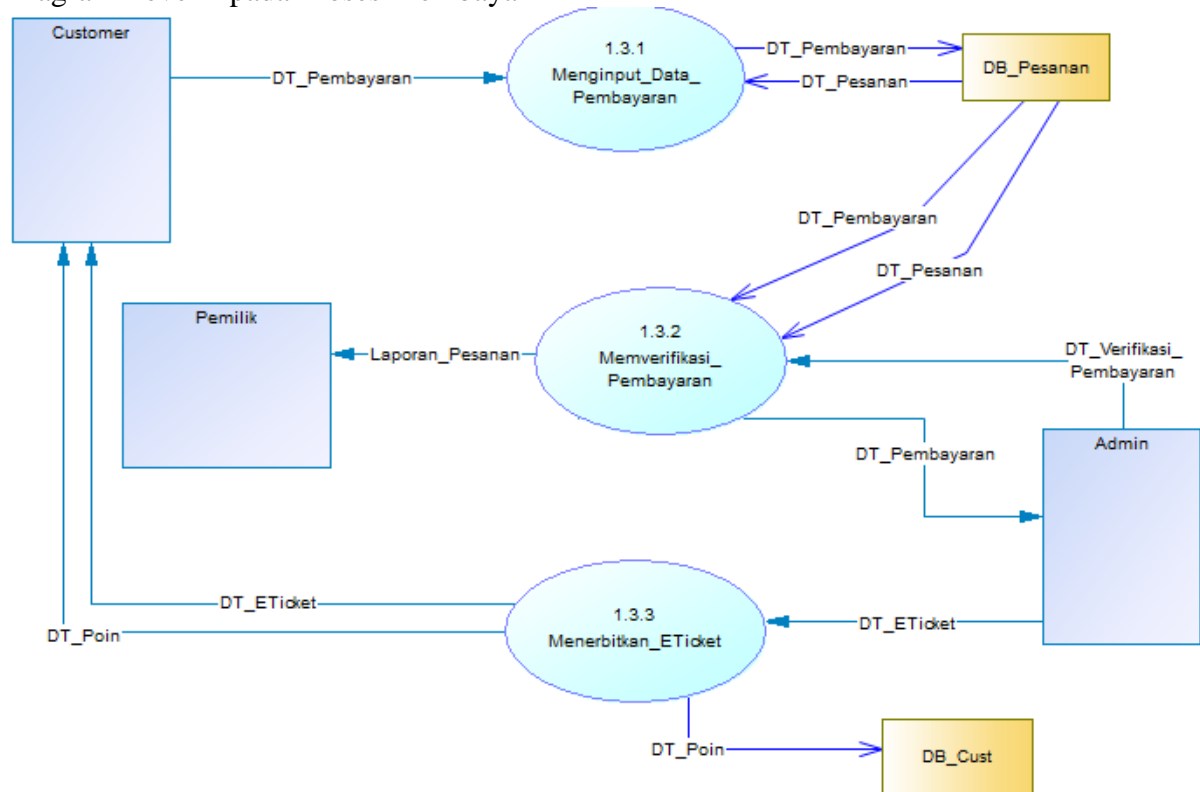 Customer
1.3.1
Menginput_Data_
Pembayaran
DT_Pembayaran
DT_Pembayaran
DT_Pesanan
DB_Pesanan
DT_Pembayaran
DT_Pesanan
Pemilik
Laporan_Pesanan
1.3.2
Memverifikasi_
Pembayaran
DT_Verifikasi_
Pembayaran
DT_Pembayaran
Admin
DT_ETicket
DT_Poin
1.3.3
Menerbitkan_ETicket
DT_ETicket
DT_Poin
DB_Cust